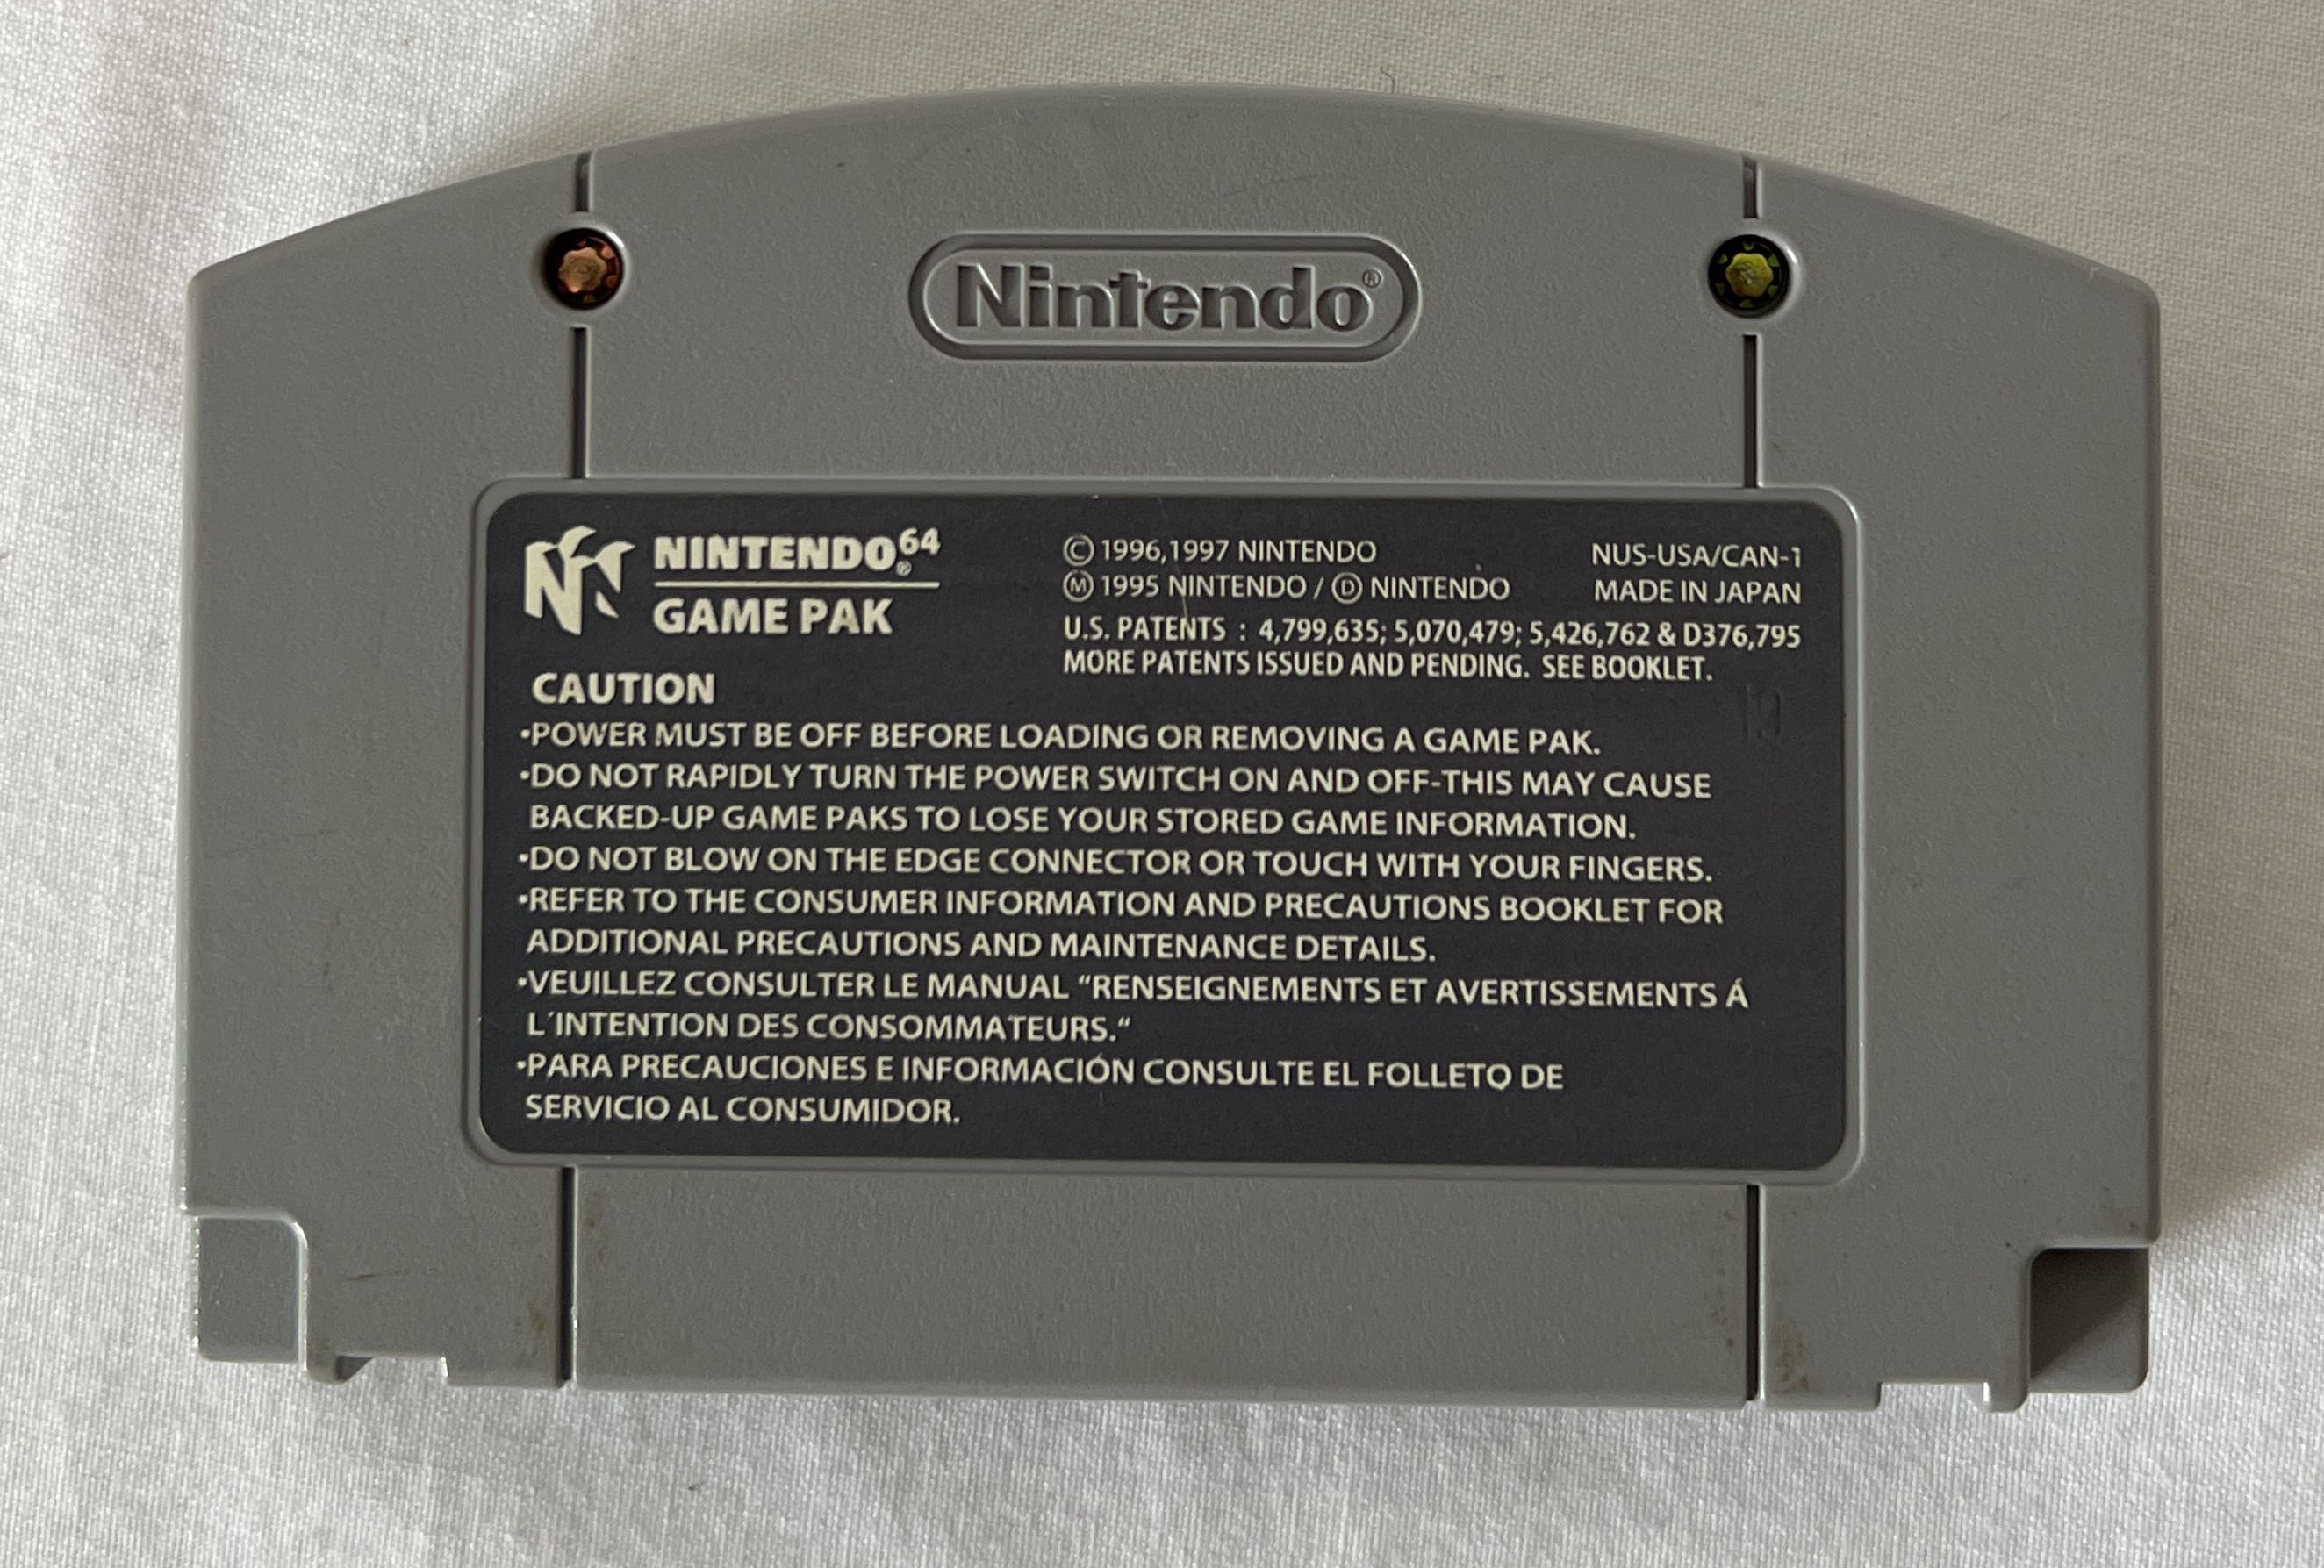 Nintendo®
NINTENDO64®
GAME PAK
© 1996,1997 NINTENDO
Ⓜ 1995 NINTENDO / Ⓓ NINTENDO
NUS-USA/CAN-1
MADE IN JAPAN
U.S. PATENTS : 4,799,635; 5,070,479; 5,426,762 & D376,795
MORE PATENTS ISSUED AND PENDING. SEE BOOKLET.
CAUTION
•POWER MUST BE OFF BEFORE LOADING OR REMOVING A GAME PAK.
•DO NOT RAPIDLY TURN THE POWER SWITCH ON AND OFF-THIS MAY CAUSE
BACKED-UP GAME PAKS TO LOSE YOUR STORED GAME INFORMATION.
•DO NOT BLOW ON THE EDGE CONNECTOR OR TOUCH WITH YOUR FINGERS.
•REFER TO THE CONSUMER INFORMATION AND PRECAUTIONS BOOKLET FOR
ADDITIONAL PRECAUTIONS AND MAINTENANCE DETAILS.
•VEUILLEZ CONSULTER LE MANUAL “RENSEIGNEMENTS ET AVERTISSEMENTS Á
L´INTENTION DES CONSOMMATEURS.“
•PARA PRECAUCIONES E INFORMACIÓN CONSULTE EL FOLLETO DE
SERVICIO AL CONSUMIDOR.